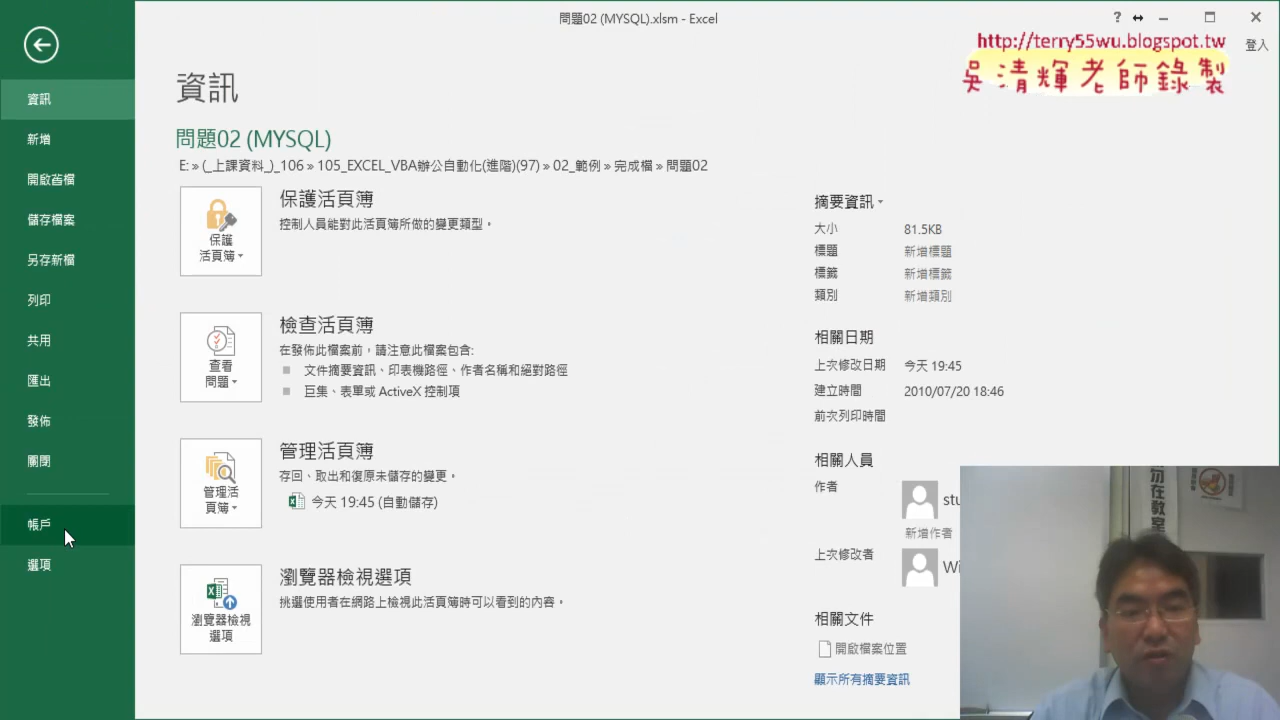 問題02 (MYSQL).xlsm - Excel
?
登入
http://terry55wu.blogspot.tw
吳清輝老師錄製
資訊
新增
開啟舊檔
儲存檔案
另存新檔
列印
共用
匯出
發佈
關閉
帳戶
選項
資訊
問題02 (MYSQL)
E: » (_上課資料_)_106 » 105_EXCEL_VBA辦公自動化(進階)(97) » 02_範例 » 完成檔 » 問題02
保護
活頁簿
保護活頁簿
控制人員能對此活頁簿所做的變更類型。
查看
問題
檢查活頁簿
在發佈此檔案前，請注意此檔案包含:
文件摘要資訊、印表機路徑、作者名稱和絕對路徑
巨集、表單或 ActiveX 控制項
管理活
頁簿
管理活頁簿
存回、取出和復原未儲存的變更。
今天 19:45 (自動儲存)
瀏覽器檢視
選項
瀏覽器檢視選項
挑選使用者在網路上檢視此活頁簿時可以看到的內容。
摘要資訊
大小 81.5KB
標題 新增標題
標籤 新增標籤
類別 新增類別
相關日期
上次修改日期 今天 19:45
建立時間 2010/07/20 18:46
前次列印時間
相關人員
作者 stu
新增作者
上次修改者 Wi
相關文件
開啟檔案位置
顯示所有摘要資訊
勿在教室